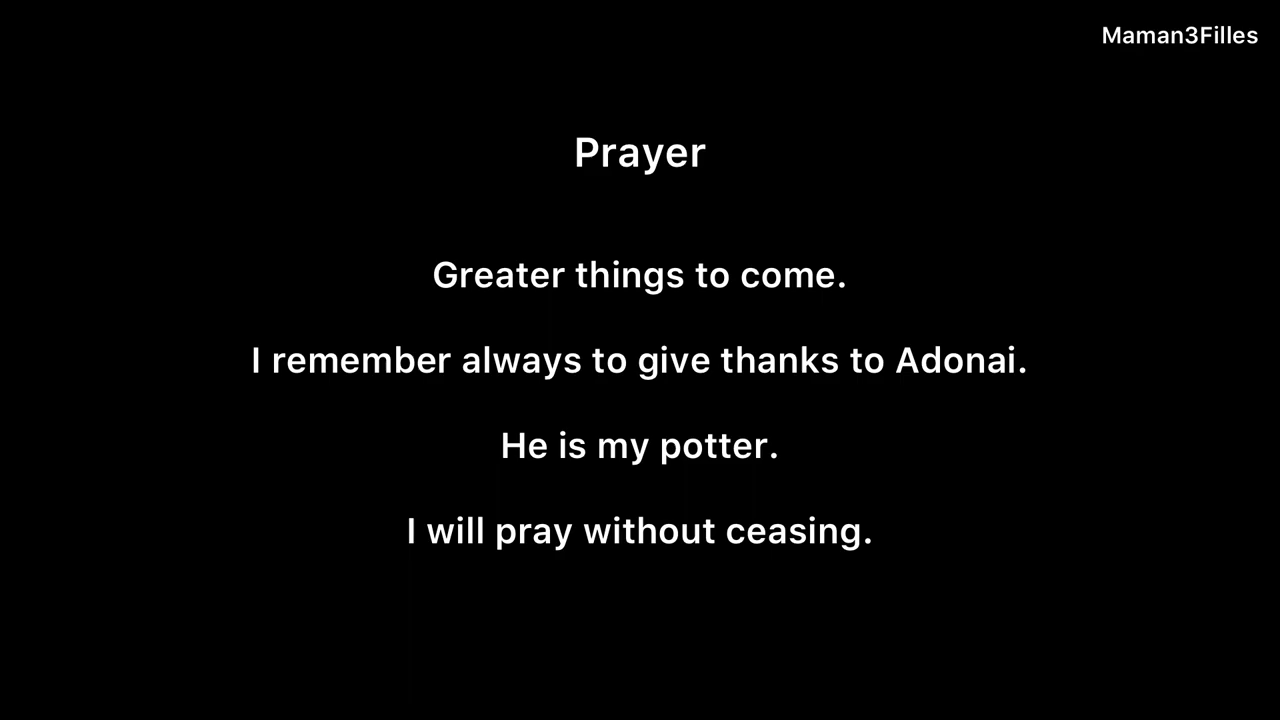 Maman3Filles
Prayer
Greater things to come.
I remember always to give thanks to Adonai.
He is my potter.
I will pray without ceasing.